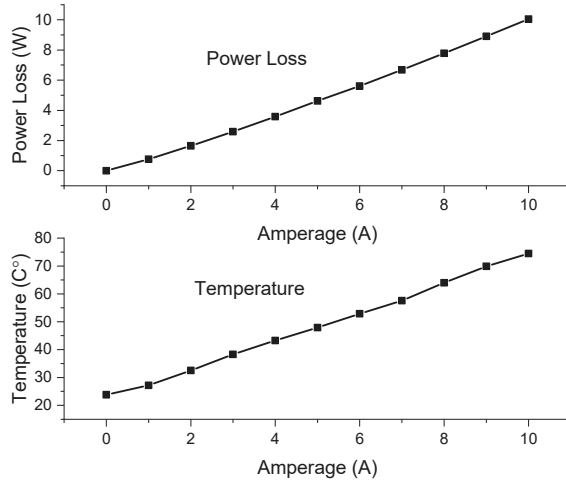 10
8
6
4
2
0
Power Loss (W)
Power Loss
0 2 4 6 8 10
Amperage (A)
80
70
60
50
40
30
20
Temperature (C°)
Temperature
0 2 4 6 8 10
Amperage (A)